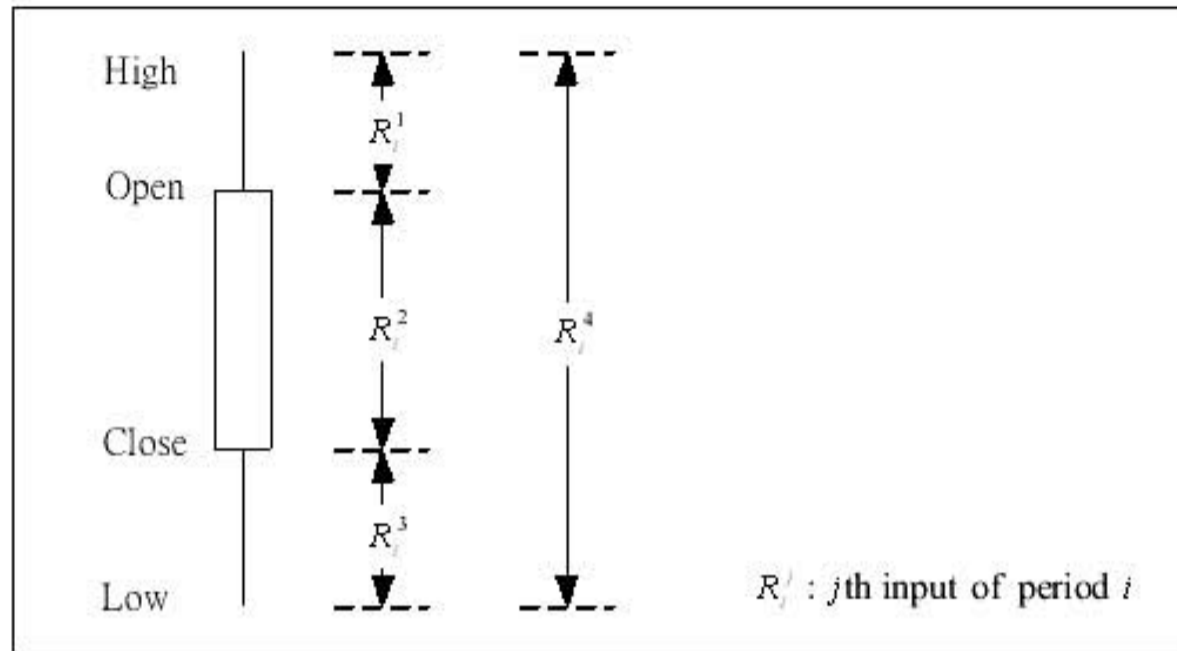 High
R_i^1
Open
R_i^2
R_i^4
Close
R_i^3
Low
R_i^j : jth input of period i